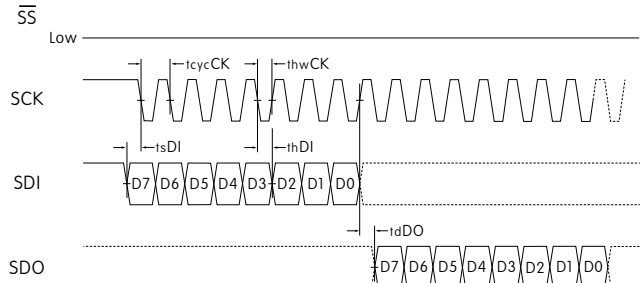 SS
Low
tcycCK
thwCK
SCK
tsDI
thDI
SDI
D7 D6 D5 D4 D3 D2 D1 D0
tdDO
SDO
D7 D6 D5 D4 D3 D2 D1 D0